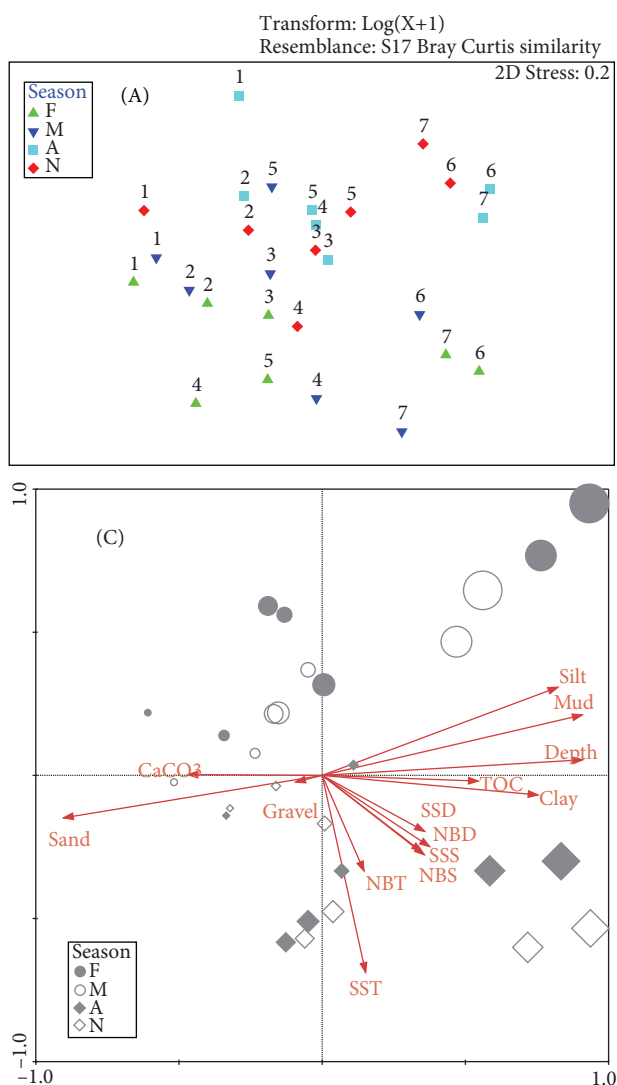 Transform: Log(X+1)
Resemblance: S17 Bray Curtis similarity
2D Stress: 0.2
Season
F
M
A
N
(A)
1
7
6
6
2
5
5
5
7
1
4
2
3
3
1
3
1
2
2
3
6
4
7
6
5
4
4
7
1.0
(C)
Silt
Mud
Depth
CaCO3
TOC
Clay
Gravel
SSD
Sand
NBD
SSS
NBS
NBT
SST
Season
F
M
A
N
-1.0
-1.0
1.0